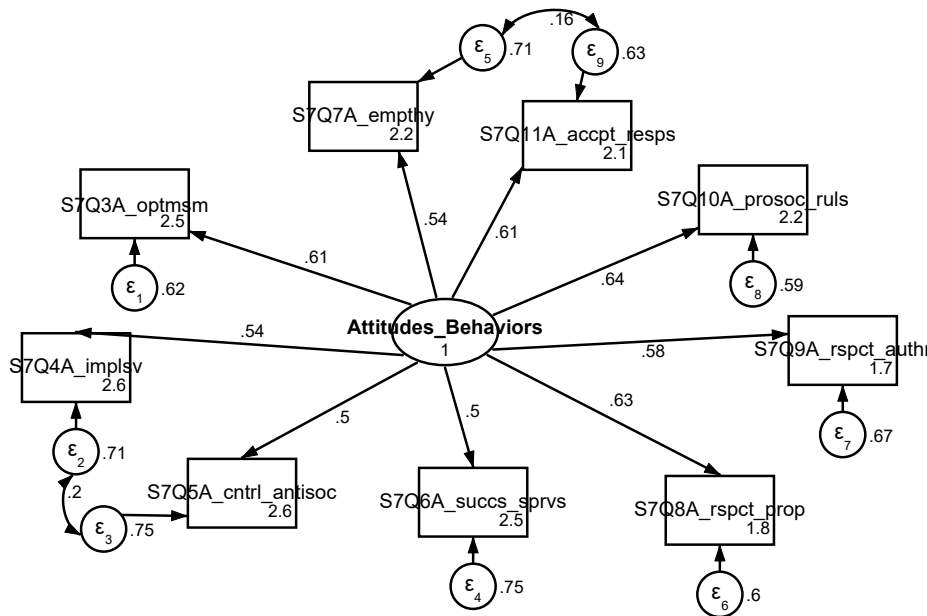 .16
ε5 .71
ε9 .63
S7Q7A_empthy
2.2
S7Q11A_accpt_resps
2.1
S7Q3A_optmsm
2.5
S7Q10A_prosoc_ruls
2.2
.54
.61
.61
.64
ε1 .62
ε8 .59
Attitudes_Behaviors
1
.54
.58
S7Q4A_implsv
2.6
S7Q9A_rspct_authr
1.7
.5
.5
.63
ε2 .71
ε7 .67
.2
S7Q5A_cntrl_antisoc
2.6
S7Q6A_succs_sprvs
2.5
S7Q8A_rspct_prop
1.8
ε3 .75
ε4 .75
ε6 .6